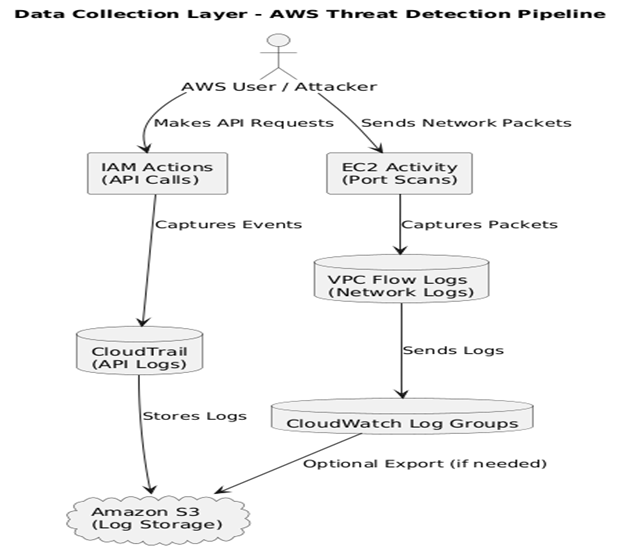 Data Collection Layer - AWS Threat Detection Pipeline
AWS User / Attacker
Makes API Requests
Sends Network Packets
IAM Actions
(API Calls)
EC2 Activity
(Port Scans)
Captures Events
Captures Packets
VPC Flow Logs
(Network Logs)
CloudTrail
(API Logs)
Sends Logs
Stores Logs
CloudWatch Log Groups
Optional Export (if needed)
Amazon S3
(Log Storage)